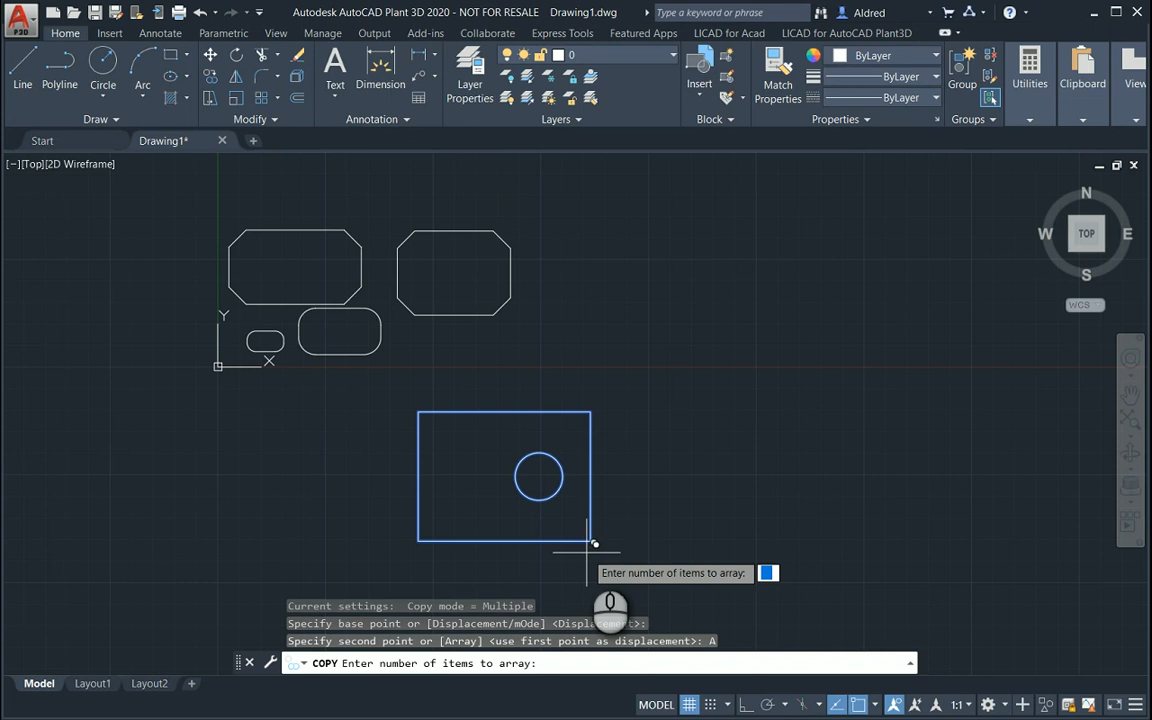 Autodesk AutoCAD Plant 3D 2020 - NOT FOR RESALE Drawing1.dwg Type a keyword or phrase Aldred
P3D
Home Insert Annotate Parametric View Manage Output Add-ins Collaborate Express Tools Featured Apps LICAD for Acad LICAD for AutoCAD Plant3D
0
ByLayer
ByLayer
ByLayer
Line Polyline Circle Arc Text Dimension Layer Properties Insert Match Properties Group Utilities Clipboard View
Draw Modify Annotation Layers Block Properties Groups
Start Drawing1*
[−][Top][2D Wireframe]
N
W TOP E
S
WCS
Y
X
Enter number of items to array:
Current settings: Copy mode = Multiple
Specify base point or [Displacement/mOde] <Displacement>:
Specify second point or [Array] <use first point as displacement>: A
COPY Enter number of items to array:
Model Layout1 Layout2
MODEL 1:1